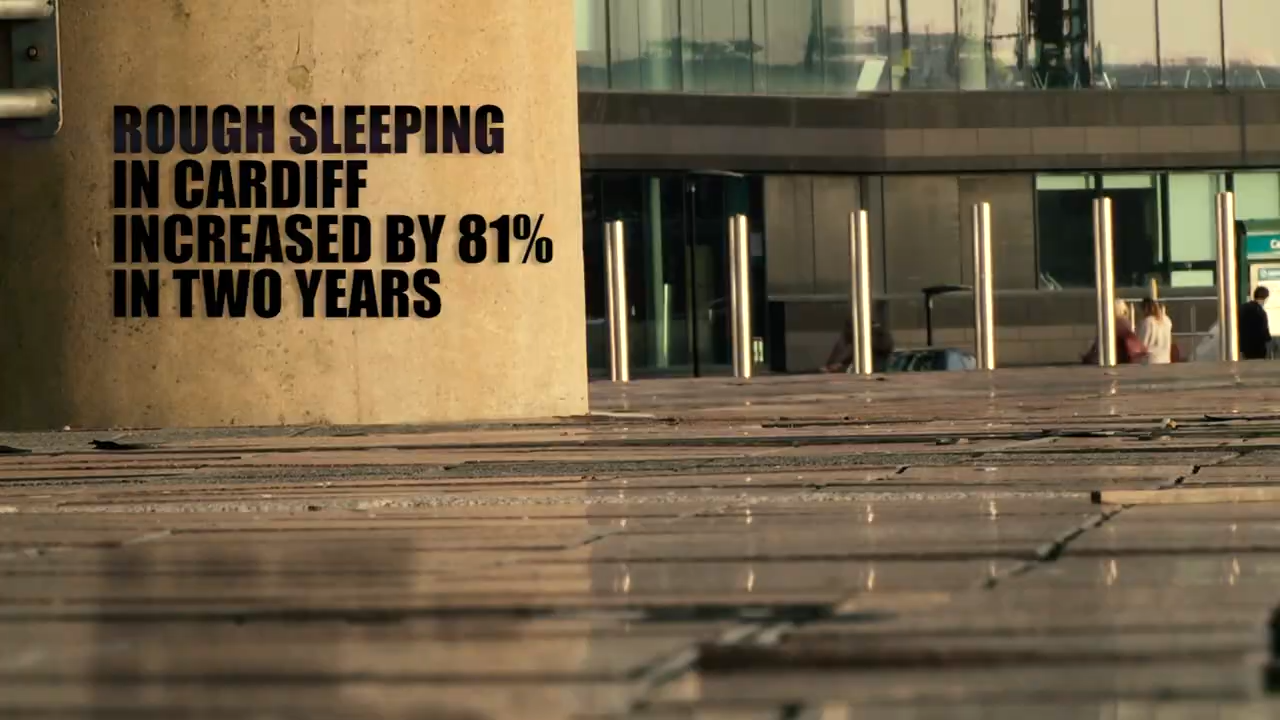 ROUGH SLEEPING
IN CARDIFF
INCREASED BY 81%
IN TWO YEARS